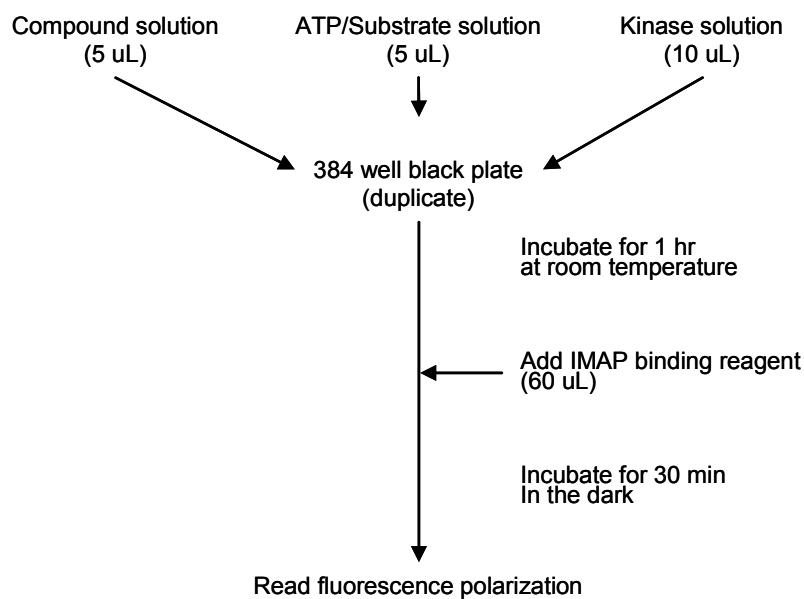 Compound solution
(5 uL)
ATP/Substrate solution
(5 uL)
Kinase solution
(10 uL)
384 well black plate
(duplicate)
Incubate for 1 hr
at room temperature
Add IMAP binding reagent
(60 uL)
Incubate for 30 min
In the dark
Read fluorescence polarization